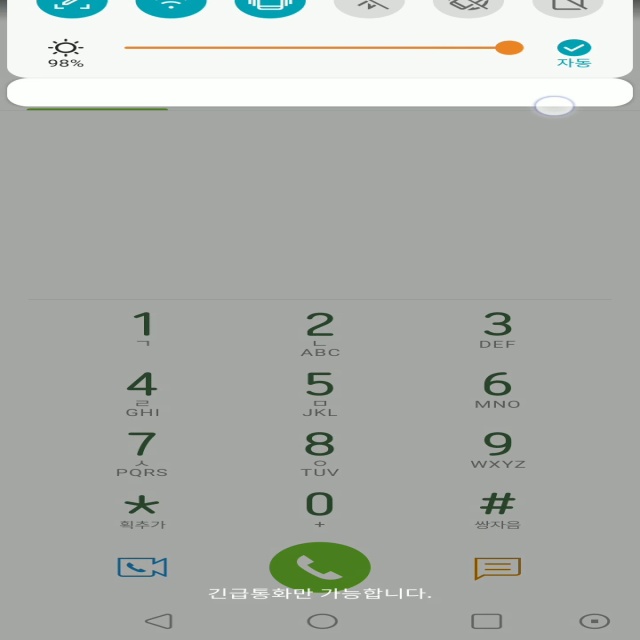 98% 자동
1 2 3
ㄱ ㄴ DEF
ABC
4 5 6
ㄹ ㅁ MNO
GHI JKL
7 8 9
ㅅ ㅇ WXYZ
PQRS TUV
* 0 #
획추가 + 쌍자음
긴급통화만 가능합니다.